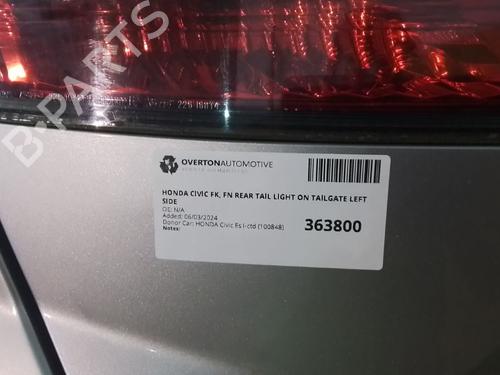 B-PARTS
OVERTONAUTOMOTIVE
HONDA CIVIC FK, FN REAR TAIL LIGHT ON TAILGATE LEFT
SIDE
OE: N/A
Added: 06/03/2024
Donor Car: HONDA Civic Es I-ctd (100848)
Notes:
363800